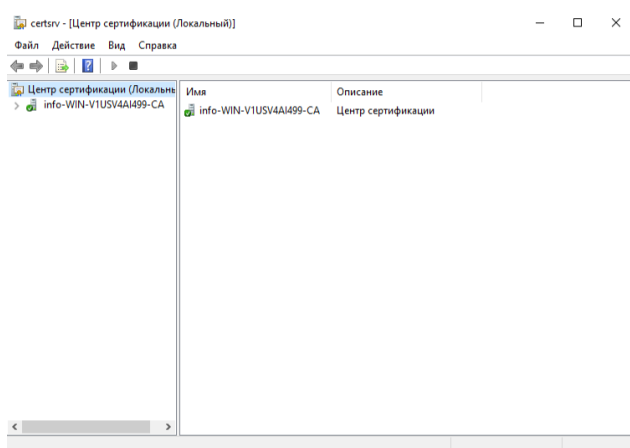 certsrv - [Центр сертификации (Локальный)]
Файл Действие Вид Справка
Центр сертификации (Локальнь
info-WIN-V1USV4AI499-CA
Имя Описание
info-WIN-V1USV4AI499-CA Центр сертификации